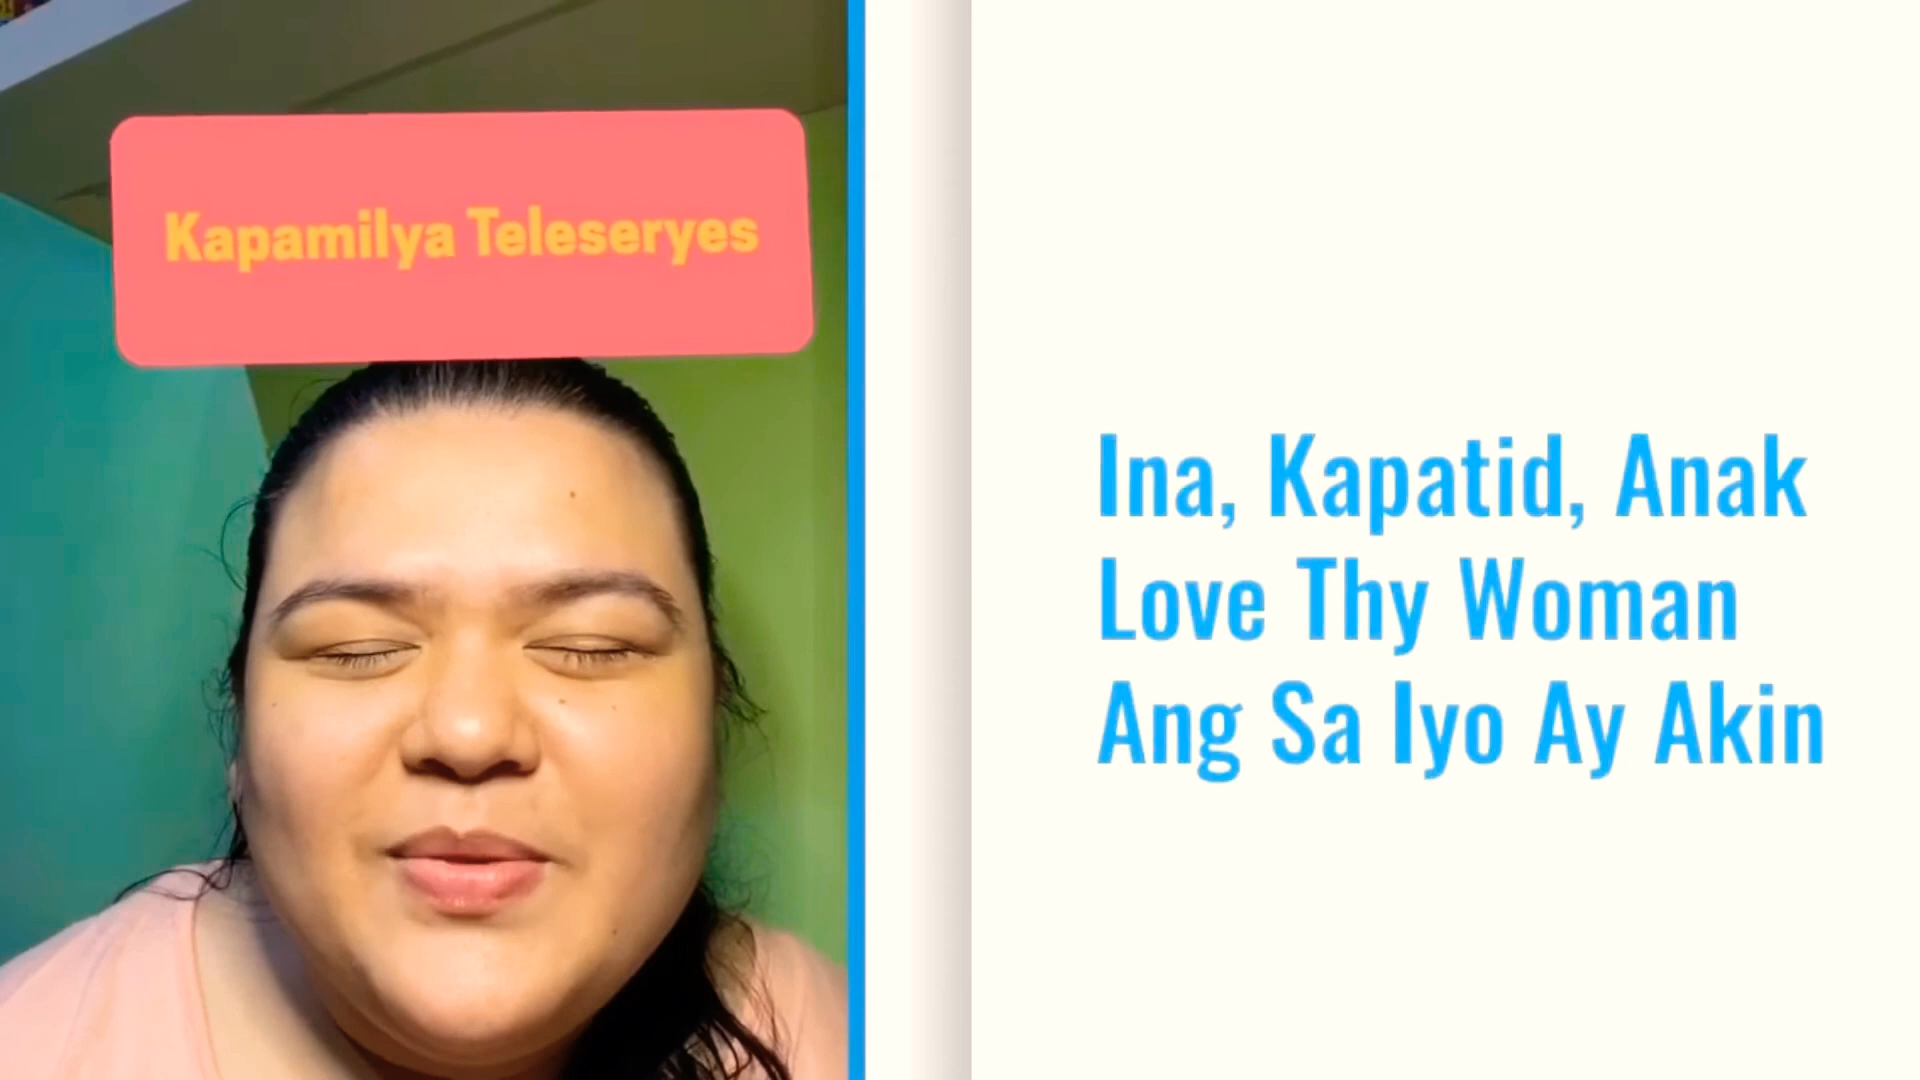 Kapamilya Teleseryes
Ina, Kapatid, Anak
Love Thy Woman
Ang Sa Iyo Ay Akin